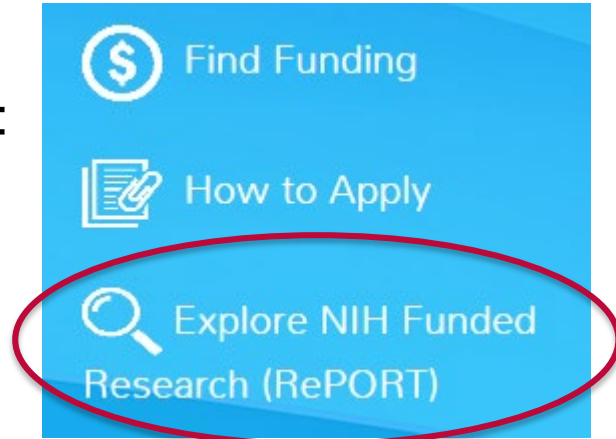 :
Find Funding
How to Apply
Explore NIH Funded
Research (RePORT)